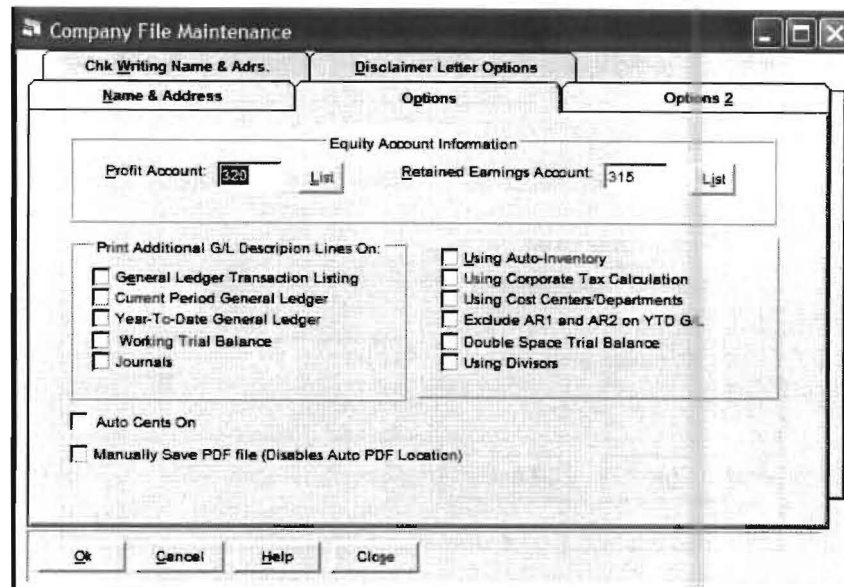 Company File Maintenance
Chk Writing Name & Adrs.
Disclaimer Letter Options
Name & Address
Options
Options 2
Equity Account Information
Profit Account: 320 List
Retained Earnings Account: 315 List
Print Additional G/L Descripion Lines On:
General Ledger Transaction Listing
Current Period General Ledger
Year-To-Date General Ledger
Working Trial Balance
Journals
Using Auto-Inventory
Using Corporate Tax Calculation
Using Cost Centers/Departments
Exclude AR1 and AR2 on YTD G/L
Double Space Trial Balance
Using Divisors
Auto Cents On
Manually Save PDF file (Disables Auto PDF Location)
Ok Cancel Help Close